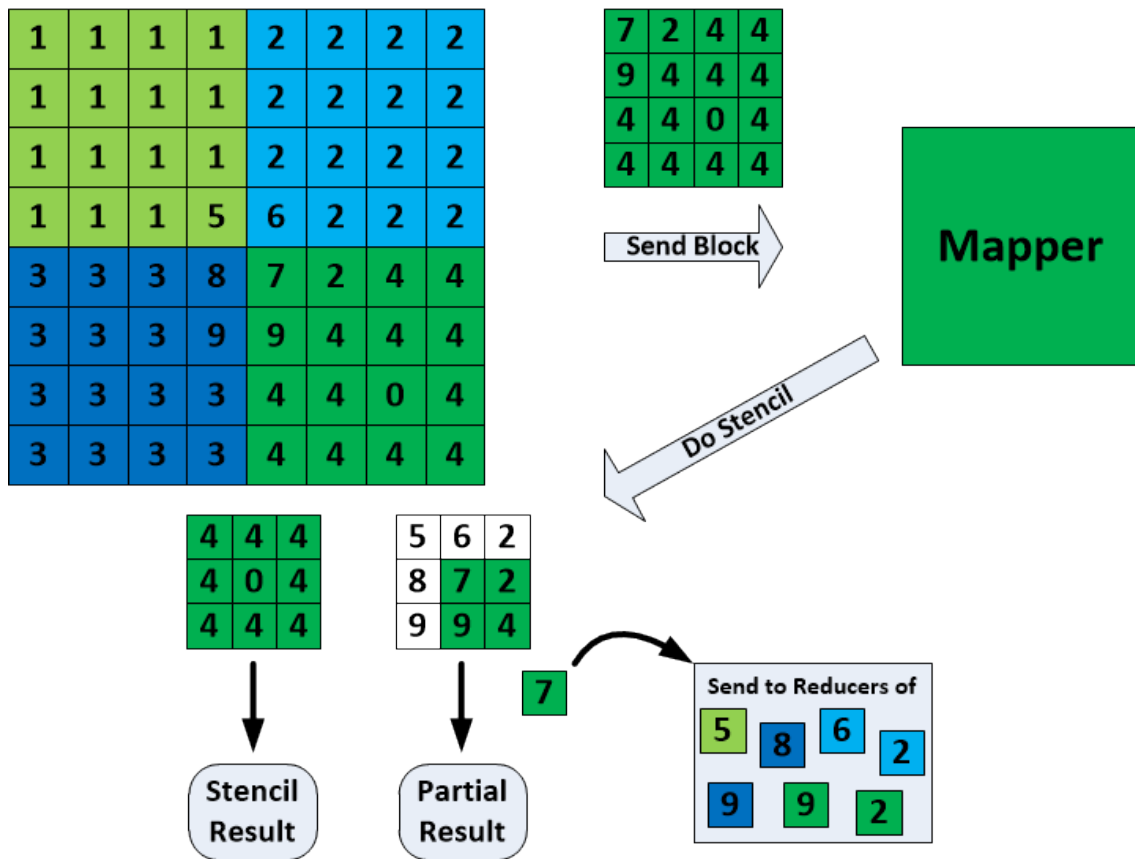 1 1 1 1 2 2 2 2
1 1 1 1 2 2 2 2
1 1 1 1 2 2 2 2
1 1 1 5 6 2 2 2
3 3 3 8 7 2 4 4
3 3 3 9 9 4 4 4
3 3 3 3 4 4 0 4
3 3 3 3 4 4 4 4
7 2 4 4
9 4 4 4
4 4 0 4
4 4 4 4
Send Block
Mapper
Do Stencil
4 4 4
4 0 4
4 4 4
5 6 2
8 7 2
9 9 4
7
Stencil
Result
Partial
Result
Send to Reducers of
5 8 6 2
9 9 2